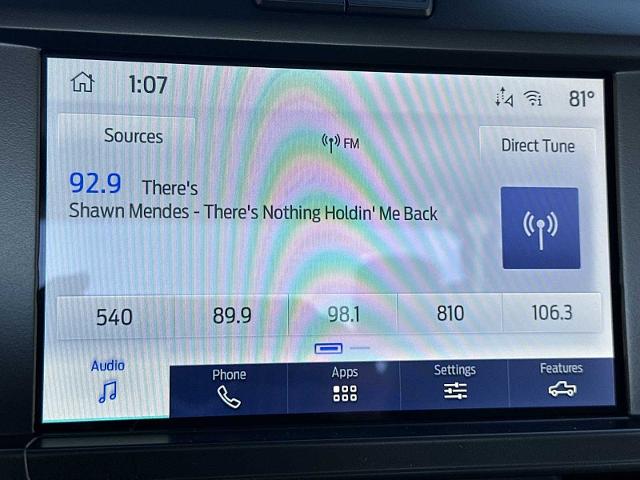 1:07
81°
Sources
FM
Direct Tune
92.9 There's
Shawn Mendes - There's Nothing Holdin' Me Back
540 89.9 98.1 810 106.3
Audio Phone Apps Settings Features